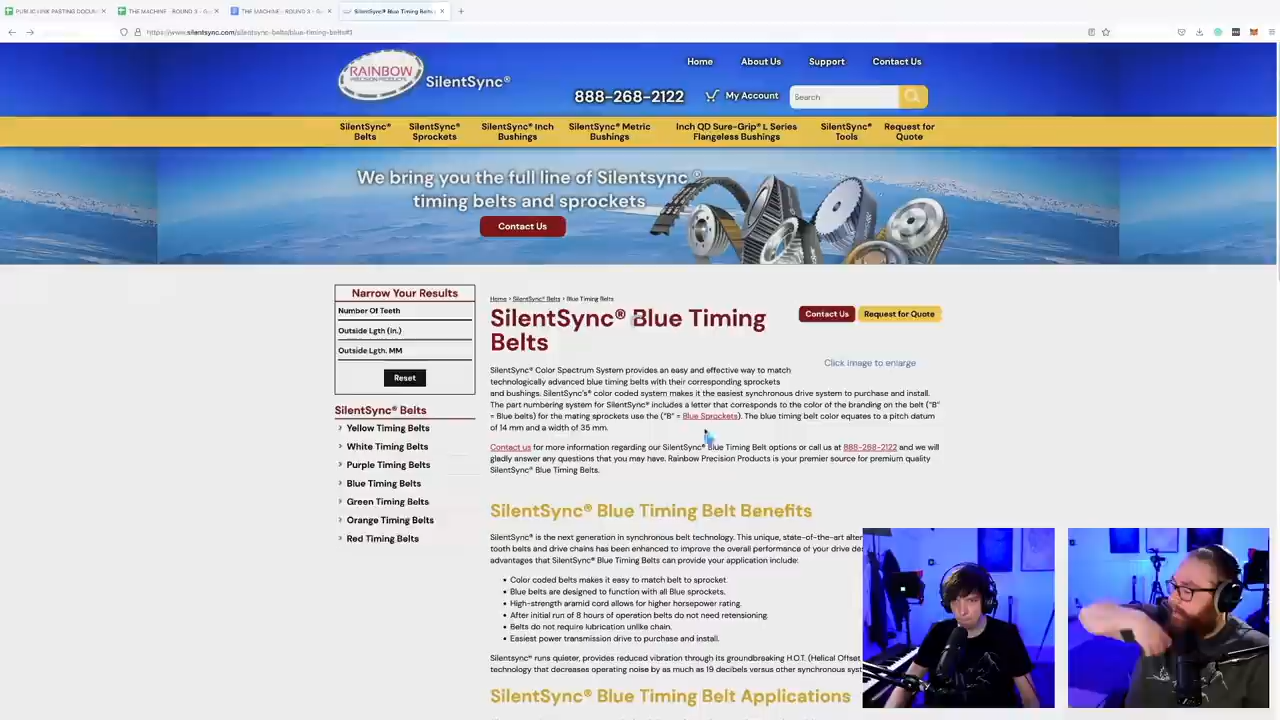 THE MACHINE - ROUND 3 - G
THE MACHINE - ROUND 3 - G
SilentSync® Blue Timing Belts
https://www.silentsync.com/silentsync-belts/blue-timing-belts#1
RAINBOW
PRECISION PRODUCTS
SilentSync®
Home
About Us
Support
Contact Us
888-268-2122
My Account
Search
SilentSync® Belts
SilentSync® Sprockets
SilentSync® Inch Bushings
SilentSync® Metric Bushings
Inch QD Sure-Grip® L Series Flangeless Bushings
SilentSync® Tools
Request for Quote
We bring you the full line of Silentsync ®
timing belts and sprockets
Contact Us
Narrow Your Results
Number Of Teeth
Outside Lgth (in.)
Outside Lgth. MM
Reset
SilentSync® Belts
Yellow Timing Belts
White Timing Belts
Purple Timing Belts
Blue Timing Belts
Green Timing Belts
Orange Timing Belts
Red Timing Belts
Home › SilentSync® Belts › Blue Timing Belts
SilentSync® Blue Timing
Belts
Contact Us
Request for Quote
Click image to enlarge
SilentSync® Color Spectrum System provides an easy and effective way to match
technologically advanced blue timing belts with their corresponding sprockets
and bushings. SilentSync's® color coded system makes it the easiest synchronous drive system to purchase and install.
The part numbering system for SilentSync® includes a letter that corresponds to the color of the branding on the belt ("B"
= Blue belts) for the mating sprockets use the ("B" = Blue Sprockets). The blue timing belt color equates to a pitch datum
of 14 mm and a width of 35 mm.
Contact us for more information regarding our SilentSync® Blue Timing Belt options or call us at 888-268-2122 and we will
gladly answer any questions that you may have. Rainbow Precision Products is your premier source for premium quality
SilentSync® Blue Timing Belts.
SilentSync® Blue Timing Belt Benefits
SilentSync® is the next generation in synchronous belt technology. This unique, state-of-the-art alter
tooth belts and drive chains has been enhanced to improve the overall performance of your drive des
advantages that SilentSync® Blue Timing Belts can provide your application include:
Color coded belts makes it easy to match belt to sprocket.
Blue belts are designed to function with all Blue sprockets.
High-strength aramid cord allows for higher horsepower rating.
After initial run of 8 hours of operation belts do not need retensioning.
Belts do not require lubrication unlike chain.
Easiest power transmission drive to purchase and install.
Silentsync® runs quieter, provides reduced vibration through its groundbreaking H.O.T. (Helical Offset
technology that decreases operating noise by as much as 19 decibels versus other synchronous syst
SilentSync® Blue Timing Belt Applications